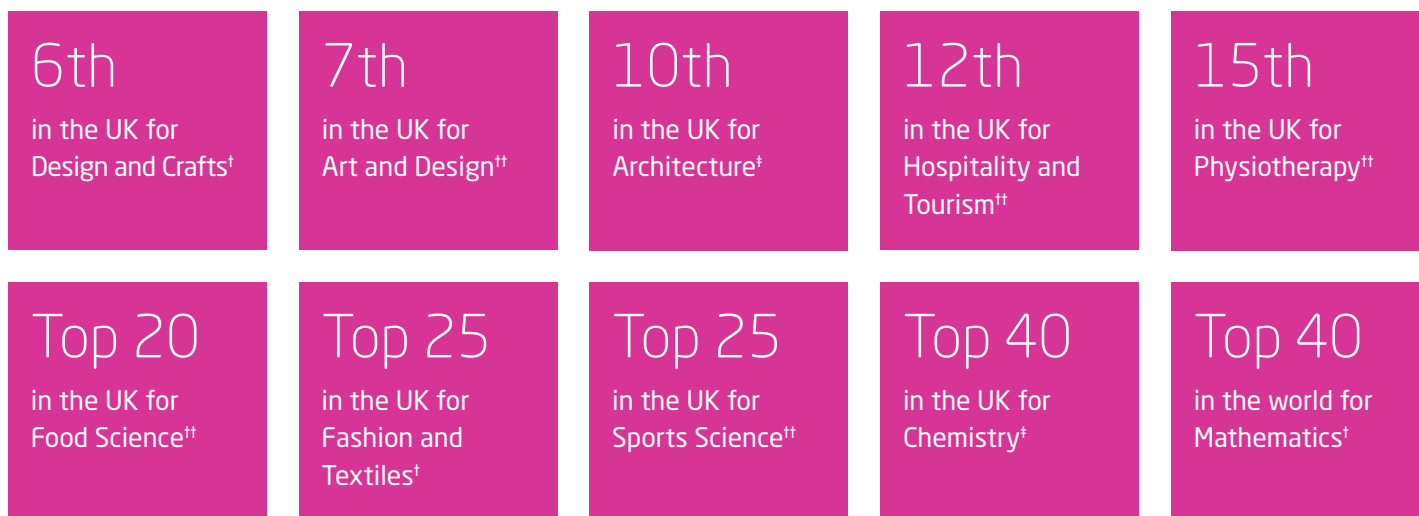 6th
in the UK for
Design and Crafts†
7th
in the UK for
Art and Design††
10th
in the UK for
Architecture‡
12th
in the UK for
Hospitality and
Tourism††
15th
in the UK for
Physiotherapy††
Top 20
in the UK for
Food Science††
Top 25
in the UK for
Fashion and
Textiles†
Top 25
in the UK for
Sports Science††
Top 40
in the UK for
Chemistry‡
Top 40
in the world for
Mathematics†